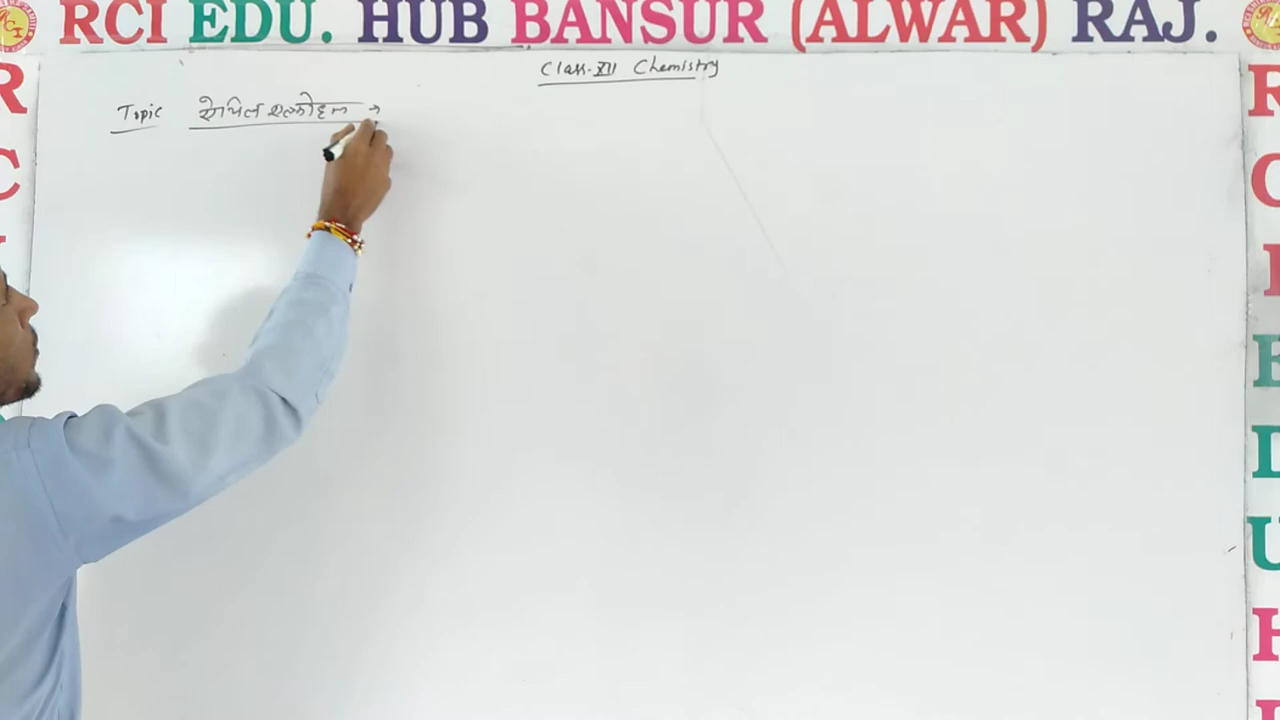 RCI EDU. HUB BANSUR (ALWAR) RAJ.
Class-XII Chemistry
Topic एथिल एल्कोहल →
R
C
I
R
C
I
E
D
U
H